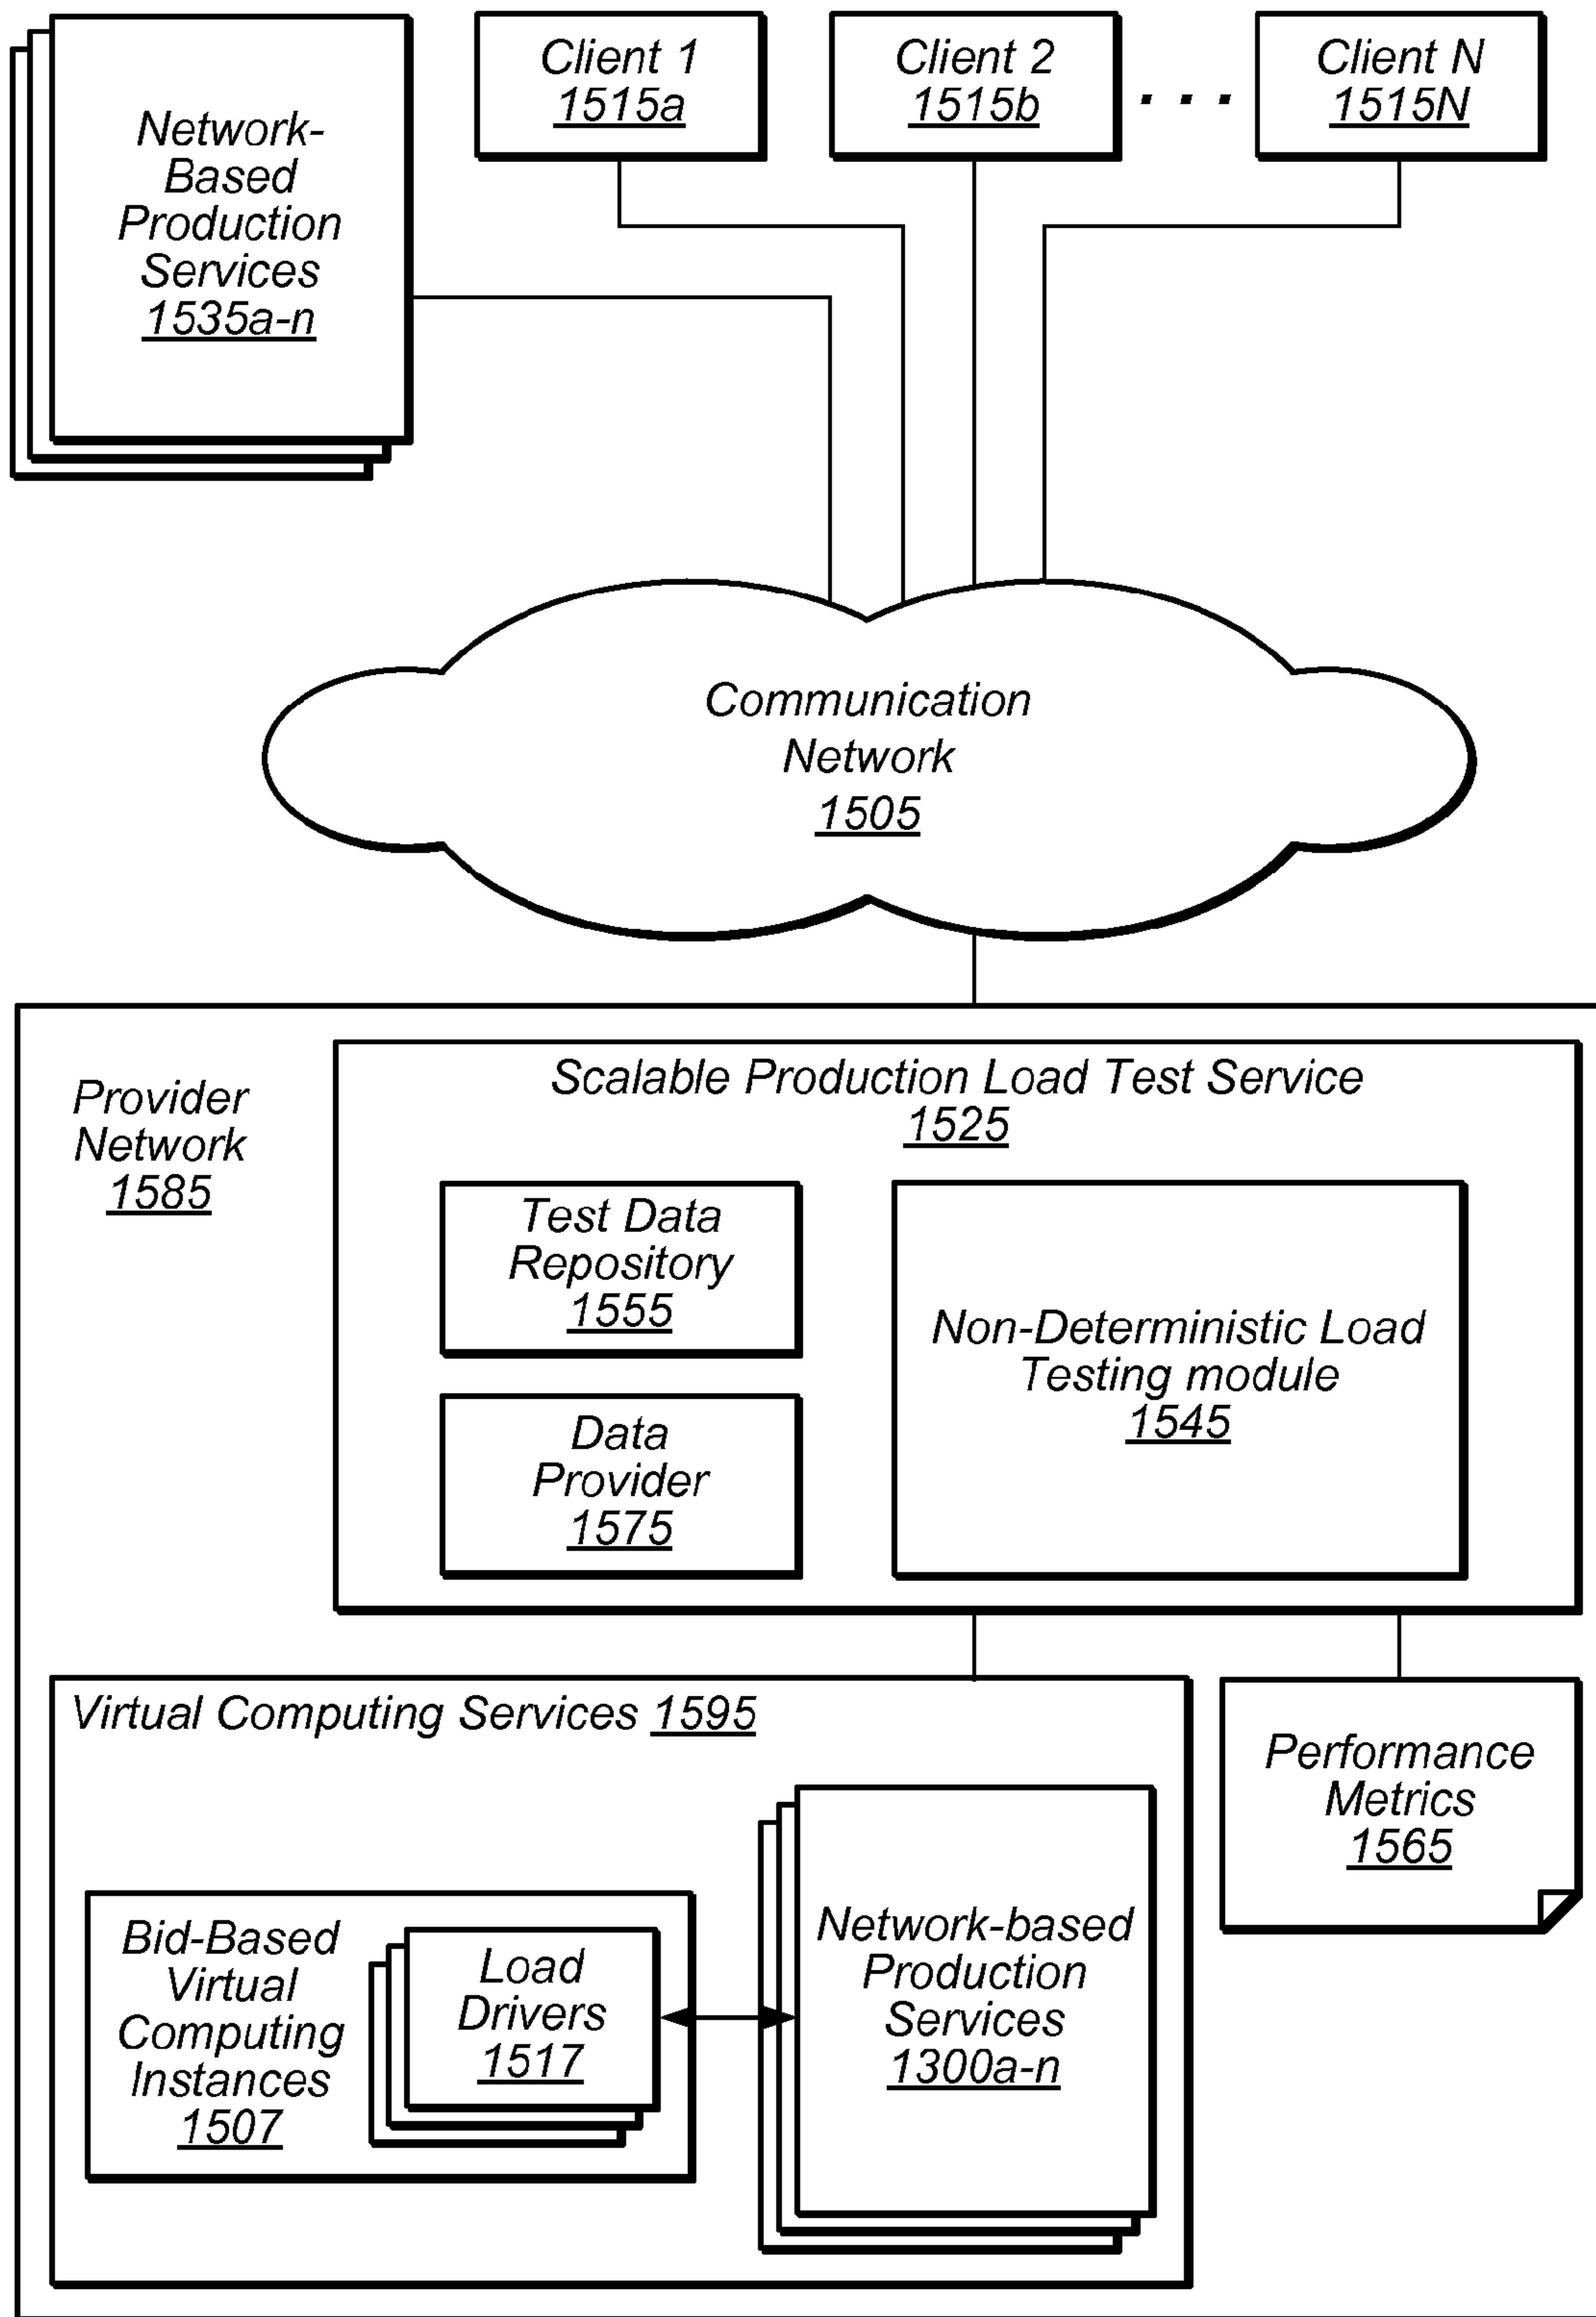 Network-
Based
Production
Services
1535a-n
Client 1
1515a
Client 2
1515b
. . .
Client N
1515N
Communication
Network
1505
Provider
Network
1585
Scalable Production Load Test Service
1525
Test Data
Repository
1555
Data
Provider
1575
Non-Deterministic Load
Testing module
1545
Virtual Computing Services 1595
Bid-Based
Virtual
Computing
Instances
1507
Load
Drivers
1517
Network-based
Production
Services
1300a-n
Performance
Metrics
1565